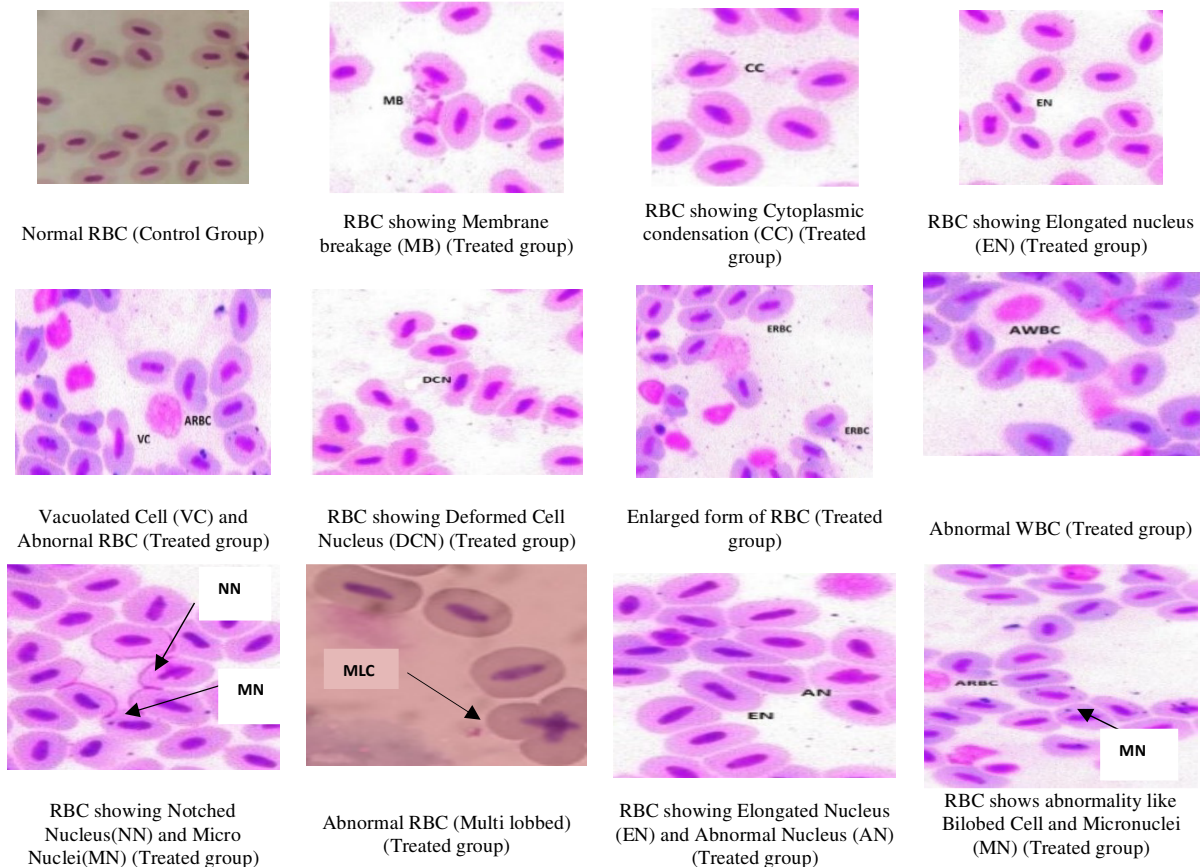 MB
CC
EN
Normal RBC (Control Group)
RBC showing Membrane
breakage (MB) (Treated group)
RBC showing Cytoplasmic
condensation (CC) (Treated
group)
RBC showing Elongated nucleus
(EN) (Treated group)
VC
ARBC
DCN
ERBC
ERBC
AWBC
Vacuolated Cell (VC) and
Abnornal RBC (Treated group)
RBC showing Deformed Cell
Nucleus (DCN) (Treated group)
Enlarged form of RBC (Treated
group)
Abnormal WBC (Treated group)
NN
MN
MLC
AN
EN
ARBC
MN
RBC showing Notched
Nucleus(NN) and Micro
Nuclei(MN) (Treated group)
Abnormal RBC (Multi lobbed)
(Treated group)
RBC showing Elongated Nucleus
(EN) and Abnormal Nucleus (AN)
(Treated group)
RBC shows abnormality like
Bilobed Cell and Micronuclei
(MN) (Treated group)